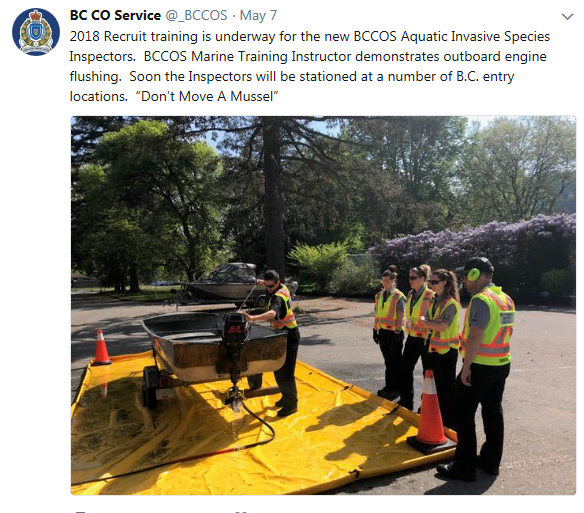 BC CO Service @_BCCOS · May 7
2018 Recruit training is underway for the new BCCOS Aquatic Invasive Species
Inspectors. BCCOS Marine Training Instructor demonstrates outboard engine
flushing. Soon the Inspectors will be stationed at a number of B.C. entry
locations. “Don’t Move A Mussel”